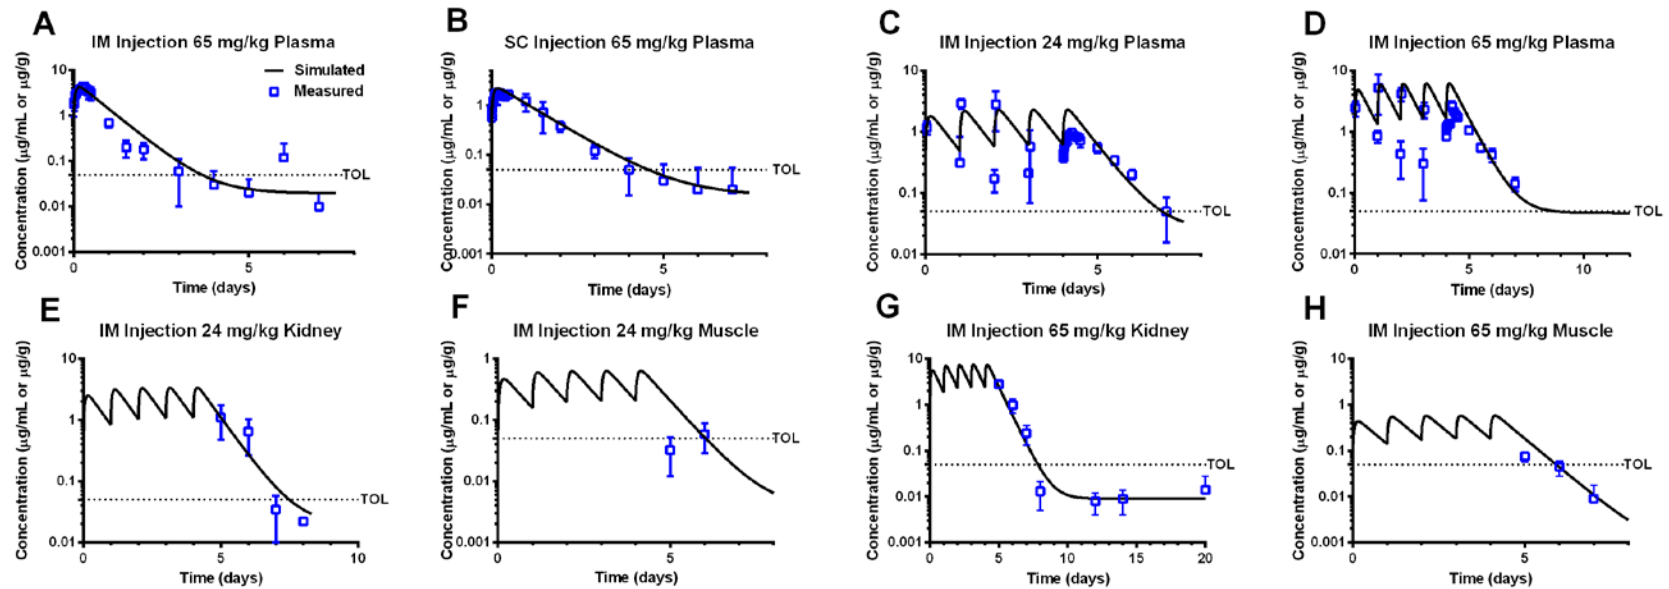 A
IM Injection 65 mg/kg Plasma
Concentration (µg/mL or µg/g)
10
1
0.1
0.01
0.001
0
5
Time (days)
Simulated
Measured
TOL
B
SC Injection 65 mg/kg Plasma
Concentration (µg/mL or µg/g)
1
0.1
0.01
0.001
0
5
Time (days)
TOL
C
IM Injection 24 mg/kg Plasma
Concentration (µg/mL or µg/g)
10
1
0.1
0.01
0
5
Time (days)
TOL
D
IM Injection 65 mg/kg Plasma
Concentration (µg/mL or µg/g)
10
1
0.1
0.01
0
5
10
Time (days)
TOL
E
IM Injection 24 mg/kg Kidney
Concentration (µg/mL or µg/g)
10
1
0.1
0.01
0
5
10
Time (days)
TOL
F
IM Injection 24 mg/kg Muscle
Concentration (µg/mL or µg/g)
1
0.1
0.01
0.001
0
5
Time (days)
TOL
G
IM Injection 65 mg/kg Kidney
Concentration (µg/mL or µg/g)
10
1
0.1
0.01
0.001
0
5
10
15
20
Time (days)
TOL
H
IM Injection 65 mg/kg Muscle
Concentration (µg/mL or µg/g)
10
1
0.1
0.01
0.001
0
5
Time (days)
TOL